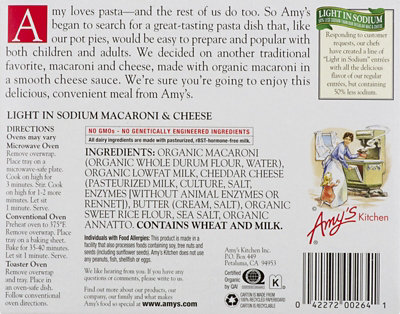 Amy loves pasta—and the rest of us do too. So Amy's
began to search for a great-tasting pasta dish that, like
our pot pies, would be easy to prepare and popular with
both children and adults. We decided on another traditional
favorite, macaroni and cheese, made with organic macaroni in
a smooth cheese sauce. We're sure you're going to enjoy this
delicious, convenient meal from Amy's.
LIGHT IN SODIUM
Responding to customer
requests, our chefs
have created a line of
"Light in Sodium" entrées
with all the delicious
flavor of our regular
entrées, but containing
50% less sodium.
LIGHT IN SODIUM MACARONI & CHEESE
DIRECTIONS
Ovens may vary
Microwave Oven
Remove overwrap.
Place tray on a
microwave-safe plate.
Cook on high for
3 minutes. Stir. Cook
on high for 1-2 more
minutes. Let sit
1 minute. Stir.
Conventional Oven
Preheat oven to 375°F.
Remove overwrap. Place
tray on a baking sheet.
Bake for 35-40 minutes.
Let sit 1 minute. Stir.
Toaster Oven
Remove overwrap and
tray. Place in an
oven-safe dish.
Follow conventional
oven directions.
NO GMOs - NO GENETICALLY ENGINEERED INGREDIENTS
All dairy ingredients are made with pasteurized, rBST-hormone-free milk.
INGREDIENTS: ORGANIC MACARONI
(ORGANIC WHOLE DURUM FLOUR, WATER),
ORGANIC LOWFAT MILK, CHEDDAR CHEESE
(PASTEURIZED MILK, CULTURE, SALT,
ENZYMES [WITHOUT ANIMAL ENZYMES OR
RENNET]), BUTTER (CREAM, SALT), ORGANIC
SWEET RICE FLOUR, SEA SALT, ORGANIC
ANNATTO. CONTAINS WHEAT AND MILK.
Individuals with Food Allergies: This product is made in a
facility that also processes foods containing soy, tree nuts and
seeds (including sunflower seeds). Amy's Kitchen does not use
any peanuts, fish, shellfish or eggs.
We like hearing from you. If you have any
questions or comments, please write to us.
To find out more about our products, our
company, our family and what makes
Amy's food so special at www.amys.com
Amy's Kitchen Inc.
P.O. Box 449
Petaluma, CA 94953
Certified
Organic
by QAI
K
CARTON IS MADE FROM
100% RECYCLED PAPERBOARD
CARTON IS RECYCLABLE
Amy's
Kitchen
®
0 42272 00264 1